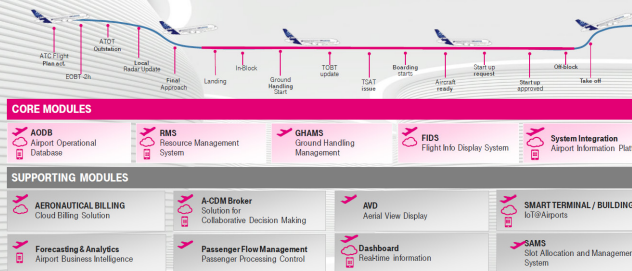 ATC Flight
Plan act.
EOBT -2h
ATOT
Outstation
Local
Radar Update
Final
Approach
Landing
In-Block
Ground
Handling
Start
TOBT
update
TSAT
issue
Boarding
starts
Aircraft
ready
Start up
request
Start up
approved
Off-block
Take off
CORE MODULES
AODB
Airport Operational
Database
RMS
Resource Management
System
GHAMS
Ground Handling
Management
FIDS
Flight Info Display System
System Integration
Airport Information Plat
SUPPORTING MODULES
AERONAUTICAL BILLING
Cloud Billing Solution
A-CDM Broker
Solution for
Collaborative Decision Making
AVD
Aerial View Display
SMART TERMINAL / BUILDING
IoT@Airports
Forecasting & Analytics
Airport Business Intelligence
Passenger Flow Management
Passenger Processing Control
Dashboard
Real-time information
SAMS
Slot Allocation and Managemen
System